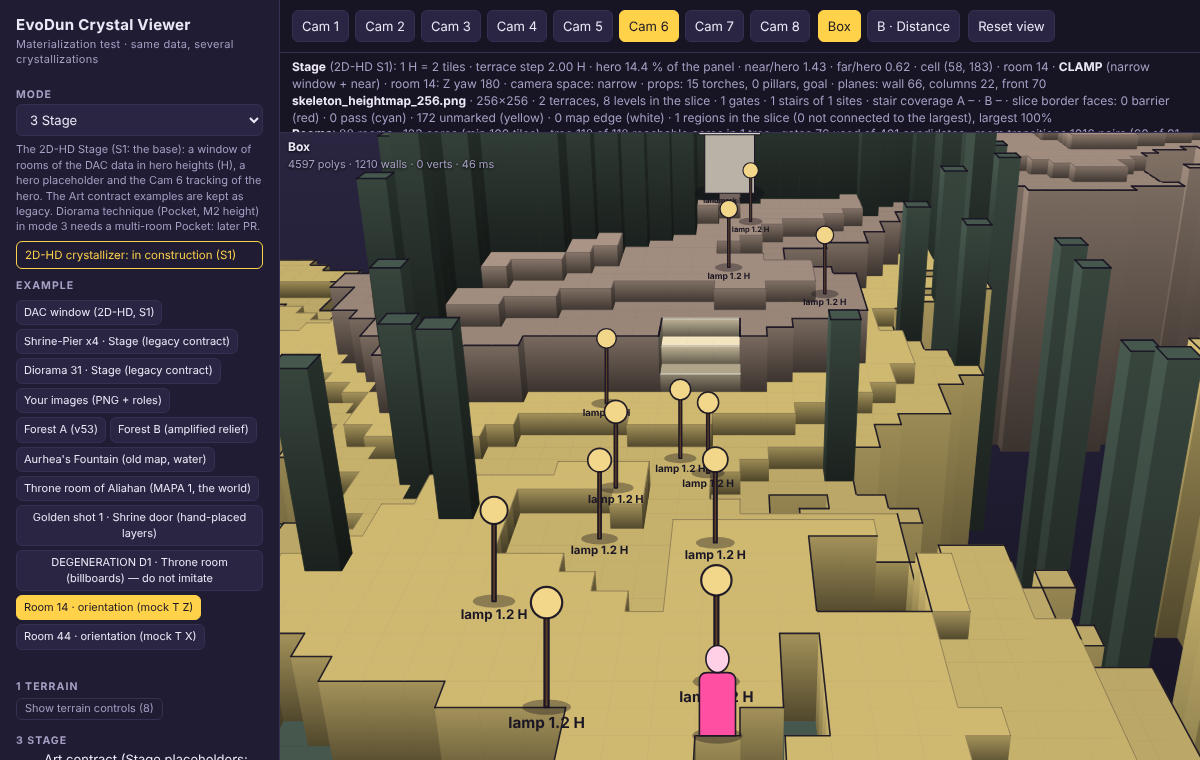 EvoDun Crystal Viewer
Materialization test · same data, several
crystallizations
MODE
3 Stage
The 2D-HD Stage (S1: the base): a window of
rooms of the DAC data in hero heights (H), a
hero placeholder and the Cam 6 tracking of the
hero. The Art contract examples are kept as
legacy. Diorama technique (Pocket, M2 height)
in mode 3 needs a multi-room Pocket: later PR.
2D-HD crystallizer: in construction (S1)
EXAMPLE
DAC window (2D-HD, S1)
Shrine-Pier x4 · Stage (legacy contract)
Diorama 31 · Stage (legacy contract)
Your images (PNG + roles)
Forest A (v53)
Forest B (amplified relief)
Aurhea's Fountain (old map, water)
Throne room of Aliahan (MAPA 1, the world)
Golden shot 1 · Shrine door (hand-placed
layers)
DEGENERATION D1 · Throne room
(billboards) — do not imitate
Room 14 · orientation (mock T Z)
Room 44 · orientation (mock T X)
1 TERRAIN
Show terrain controls (8)
3 STAGE
Art contract (Stage placeholders:
Cam 1
Cam 2
Cam 3
Cam 4
Cam 5
Cam 6
Cam 7
Cam 8
Box
B · Distance
Reset view
Stage (2D-HD S1): 1 H = 2 tiles · terrace step 2.00 H · hero 14.4 % of the panel · near/hero 1.43 · far/hero 0.62 · cell (58, 183) · room 14 · CLAMP (narrow
window + near) · room 14: Z yaw 180 · camera space: narrow · props: 15 torches, 0 pillars, goal · planes: wall 66, columns 22, front 70
skeleton_heightmap_256.png · 256×256 · 2 terraces, 8 levels in the slice · 1 gates · 1 stairs of 1 sites · stair coverage A – · B – · slice border faces: 0 barrier
(red) · 0 pass (cyan) · 172 unmarked (yellow) · 0 map edge (white) · 1 regions in the slice (0 not connected to the largest), largest 100%
Box
4597 polys · 1210 walls · 0 verts · 46 ms
lamp 1.2 H
lamp 1.2 H
lamp 1.2 H
lamp
lamp 1.2 H
lamp 1.2 H
lamp 1.2 H
lamp 1.2 H
lamp 1.2 H
lamp 1.2 H
lamp 1.2 H